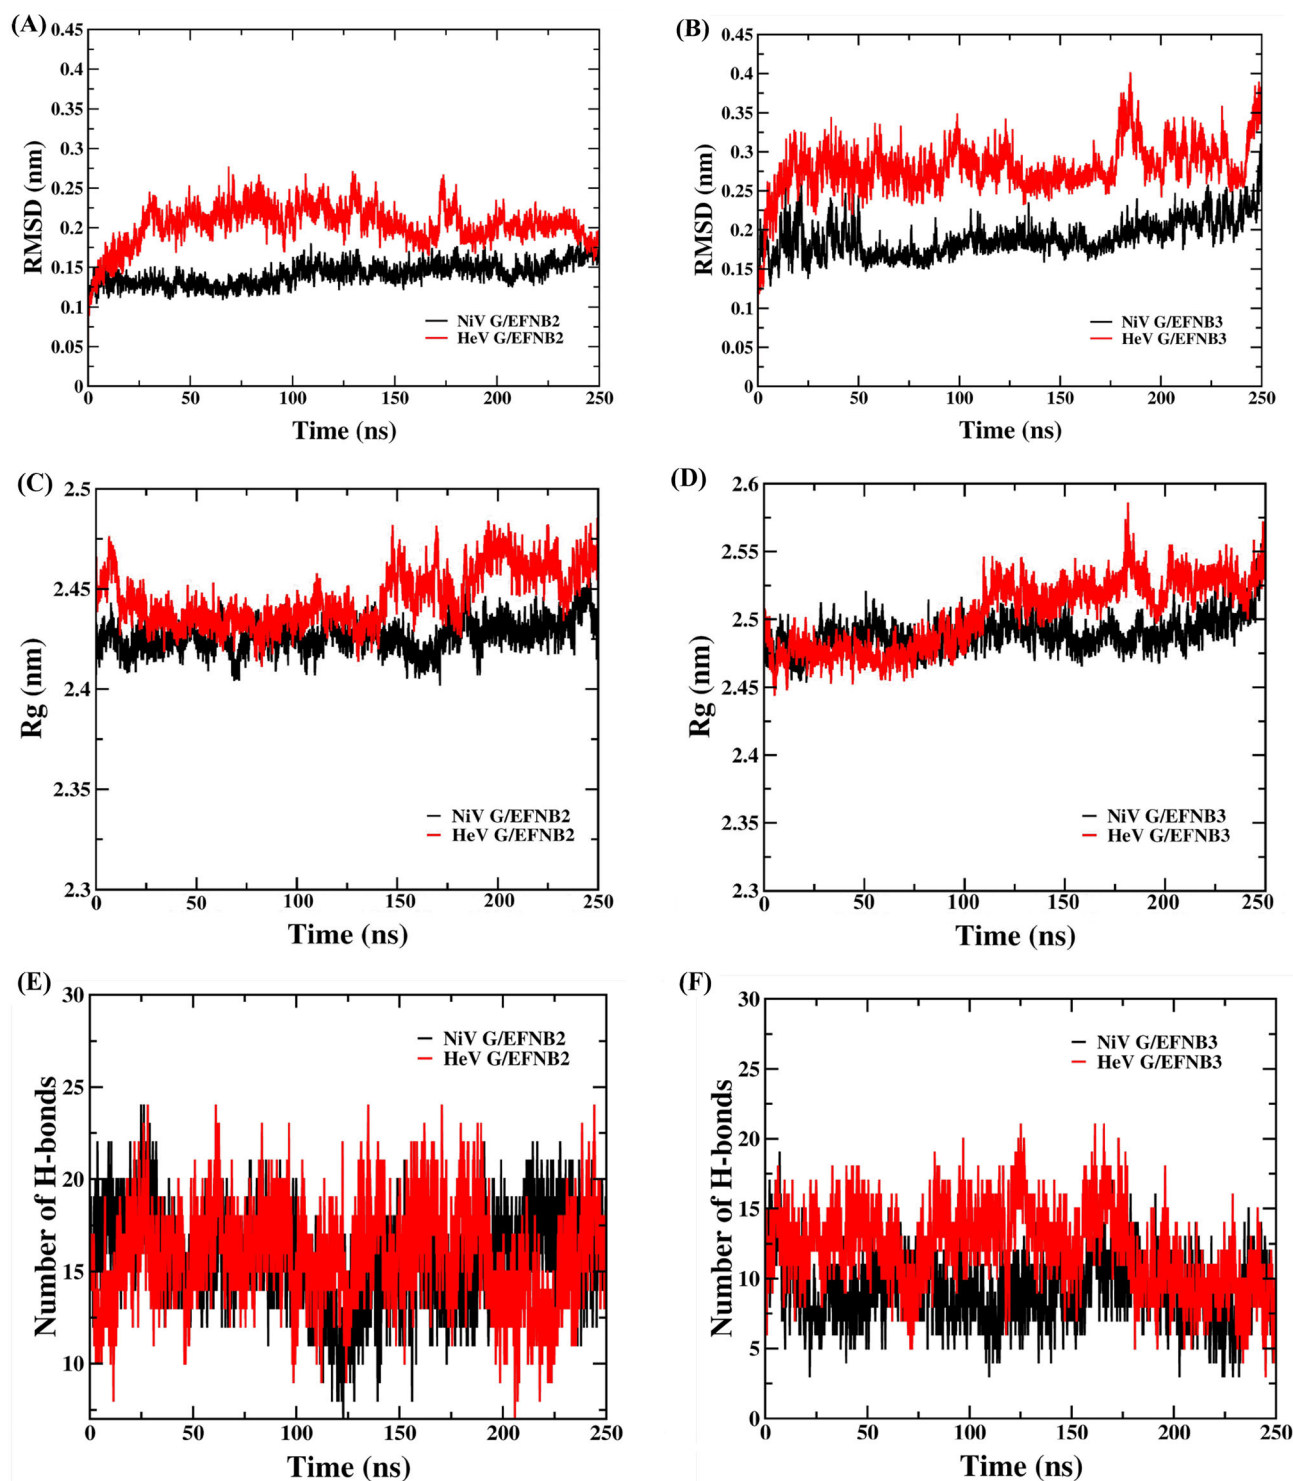 (A)
0.45
0.4
0.35
0.3
0.25
0.2
0.15
0.1
0.05
0
RMSD (nm)
NiV G/EFNB2
HeV G/EFNB2
0 50 100 150 200 250
Time (ns)
(B)
0.45
0.4
0.35
0.3
0.25
0.2
0.15
0.1
0.05
0
RMSD (nm)
NiV G/EFNB3
HeV G/EFNB3
0 50 100 150 200 250
Time (ns)
(C)
2.5
2.45
2.4
2.35
2.3
Rg (nm)
NiV G/EFNB2
HeV G/EFNB2
0 50 100 150 200 250
Time (ns)
(D)
2.6
2.55
2.5
2.45
2.4
2.35
2.3
Rg (nm)
NiV G/EFNB3
HeV G/EFNB3
0 50 100 150 200 250
Time (ns)
(E)
30
25
20
15
10
Number of H-bonds
NiV G/EFNB2
HeV G/EFNB2
0 50 100 150 200 250
Time (ns)
(F)
30
25
20
15
10
5
0
Number of H-bonds
NiV G/EFNB3
HeV G/EFNB3
0 50 100 150 200 250
Time (ns)